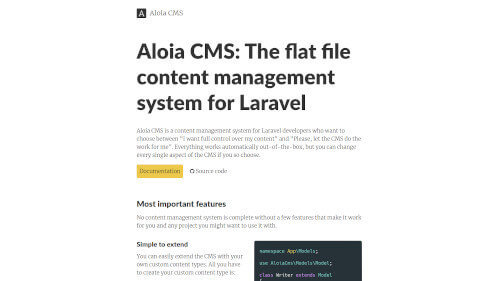 A Aloia CMS
Aloia CMS: The flat file
content management
system for Laravel
Aloia CMS is a content management system for Laravel developers who want to
choose between "I want full control over my content" and "Please, let the CMS do the
work for me". Everything works automatically out-of-the-box, but you can change
every single aspect of the CMS if you so choose.
Documentation Source code
Most important features
No content management system is complete without a few features that make it work
for you and any project you might want to use it with.
Simple to extend
You can easily extend the CMS with your
own custom content types. All you have
to create your custom content type is:
namespace App\Models;
use AloiaCms\Models\Model;
class Writer extends Model
{